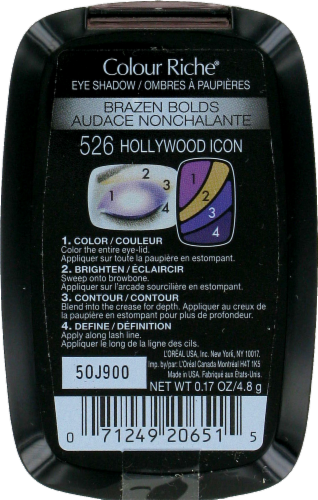 Colour Riche®
EYE SHADOW / OMBRES À PAUPIÈRES
BRAZEN BOLDS
AUDACE NONCHALANTE
526 HOLLYWOOD ICON
1 2 3 4
1 2 3 4
1. COLOR / COULEUR
Color the entire eye-lid.
Appliquer sur toute la paupière en estompant.
2. BRIGHTEN / ÉCLAIRCIR
Sweep onto browbone.
Appliquer sur l'arcade sourcilière en estompant.
3. CONTOUR / CONTOUR
Blend into the crease for depth. Appliquer au creux de
la paupière en estompant pour plus de profondeur.
4. DEFINE / DÉFINITION
Apply along lash line.
Appliquer le long de la ligne des cils.
L'ORÉAL USA, Inc. New York, NY 10017.
Imp. by/par: L'Oréal Canada Montréal H4T 1K5
Made in USA, Fabriqué aux États-Unis.
50J900
NET WT 0.17 OZ/4.8 g
0 71249 20651 5